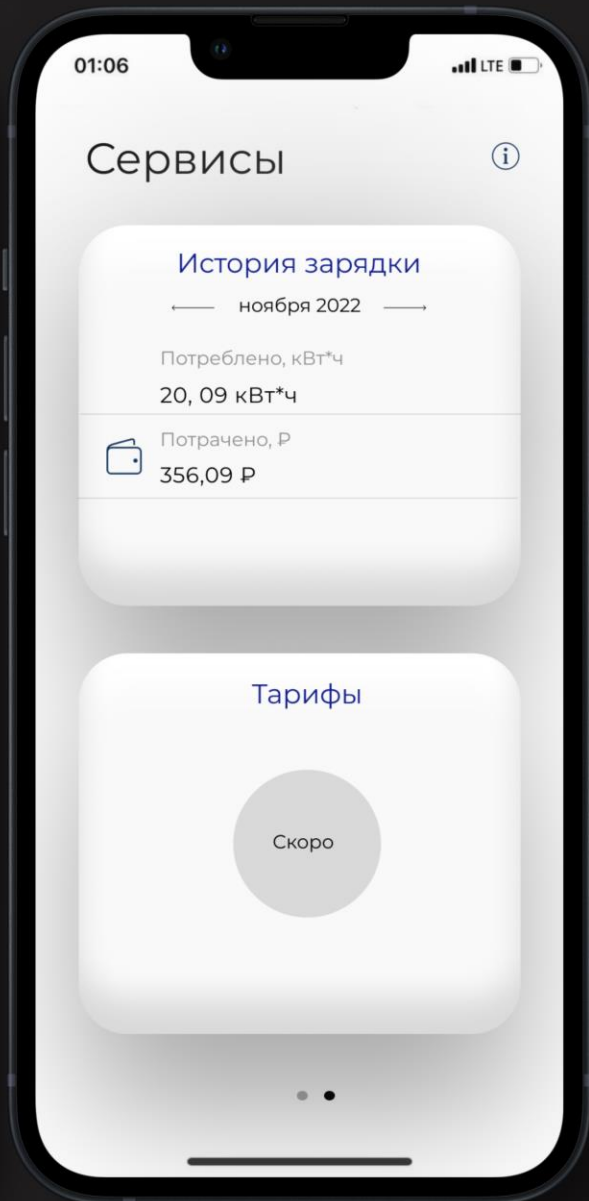 01:06 LTE
Сервисы
История зарядки
ноября 2022
Потреблено, кВт*ч
20, 09 кВт*ч
Потрачено, ₽
356,09 ₽
Тарифы
Скоро